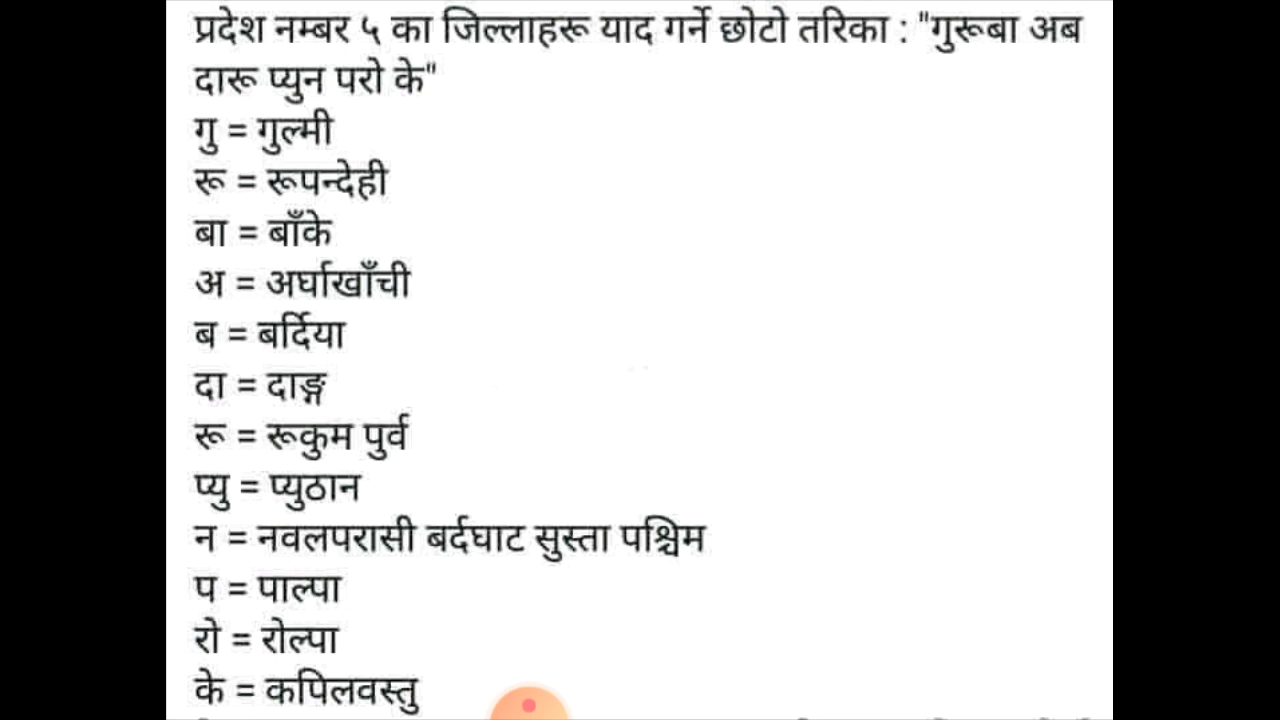 प्रदेश नम्बर ५ का जिल्लाहरू याद गर्ने छोटो तरिका : "गुरूबा अब
दारू प्युन परो के"
गु = गुल्मी
रू = रूपन्देही
बा = बाँके
अ = अर्घाखाँची
ब = बर्दिया
दा = दाङ्ग
रू = रूकुम पुर्व
प्यु = प्युठान
न = नवलपरासी बर्दघाट सुस्ता पश्चिम
प = पाल्पा
रो = रोल्पा
के = कपिलवस्तु